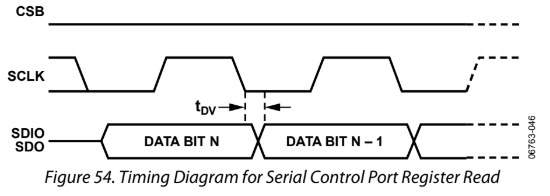 CSB
SCLK
tDV
SDIO
SDO
DATA BIT N
DATA BIT N – 1
06763-046
Figure 54. Timing Diagram for Serial Control Port Register Read